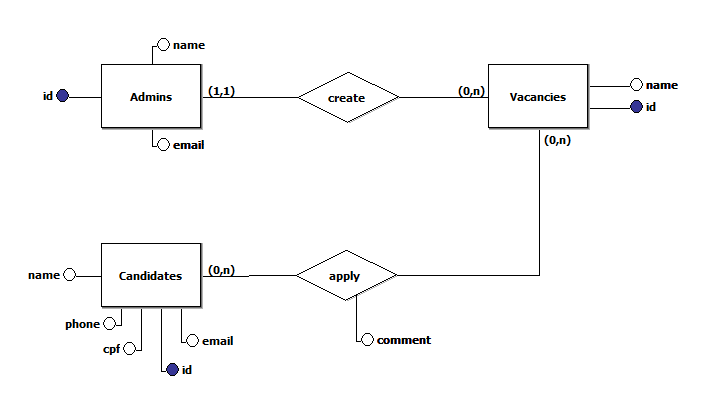 name
id
Admins
(1,1)
create
(0,n)
Vacancies
name
id
email
(0,n)
Candidates
name
(0,n)
apply
phone
cpf
id
email
comment